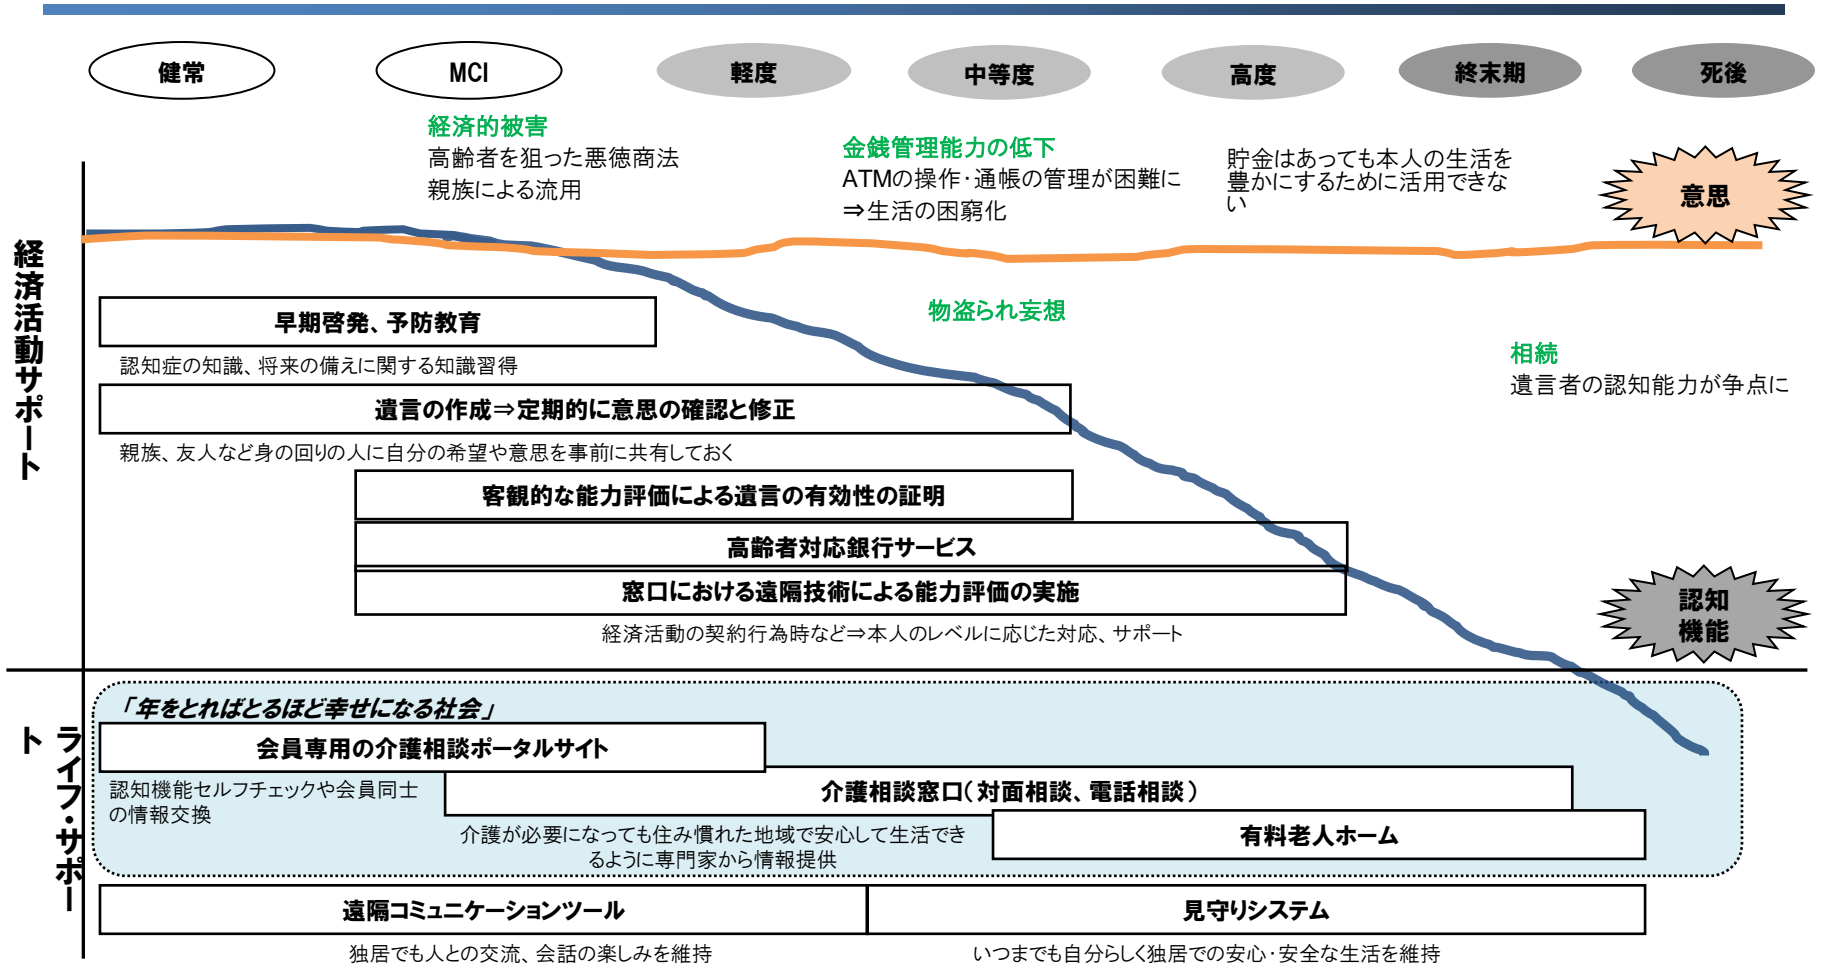 健常
MCI
軽度
中等度
高度
終末期
死後
経済的被害
高齢者を狙った悪徳商法
親族による流用
金銭管理能力の低下
ATMの操作・通帳の管理が困難に
⇒生活の困窮化
貯金はあっても本人の生活を
豊かにするために活用できな
い
意思
経済活動サポート
早期啓発、予防教育
認知症の知識、将来の備えに関する知識習得
物盗られ妄想
相続
遺言者の認知能力が争点に
遺言の作成⇒定期的に意思の確認と修正
親族、友人など身の回りの人に自分の希望や意思を事前に共有しておく
客観的な能力評価による遺言の有効性の証明
高齢者対応銀行サービス
窓口における遠隔技術による能力評価の実施
経済活動の契約行為時など⇒本人のレベルに応じた対応、サポート
認知
機能
ライフ・サポー
ト
「年をとればとるほど幸せになる社会」
会員専用の介護相談ポータルサイト
認知機能セルフチェックや会員同士
の情報交換
介護相談窓口(対面相談、電話相談)
介護が必要になっても住み慣れた地域で安心して生活でき
るように専門家から情報提供
有料老人ホーム
遠隔コミュニケーションツール
見守りシステム
独居でも人との交流、会話の楽しみを維持
いつまでも自分らしく独居での安心・安全な生活を維持